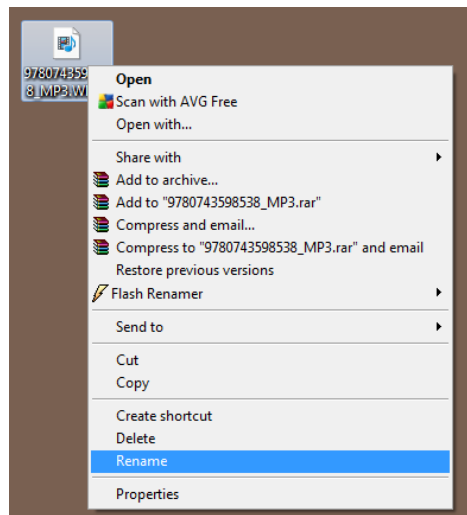 978074359
8_MP3.W
Open
Scan with AVG Free
Open with...
Share with
Add to archive...
Add to "9780743598538_MP3.rar"
Compress and email...
Compress to "9780743598538_MP3.rar" and email
Restore previous versions
Flash Renamer
Send to
Cut
Copy
Create shortcut
Delete
Rename
Properties